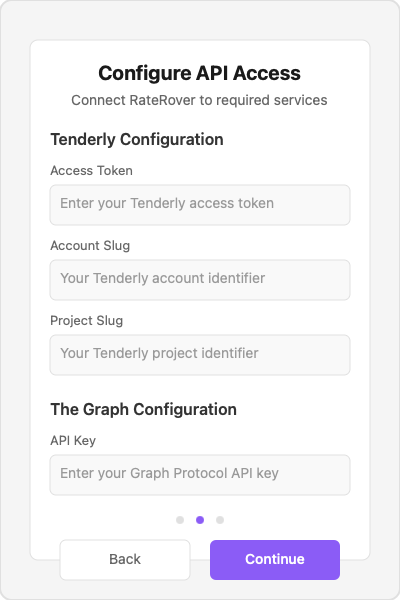 Configure API Access
Connect RateRover to required services
Tenderly Configuration
Access Token
Enter your Tenderly access token
Account Slug
Your Tenderly account identifier
Project Slug
Your Tenderly project identifier
The Graph Configuration
API Key
Enter your Graph Protocol API key
Back
Continue